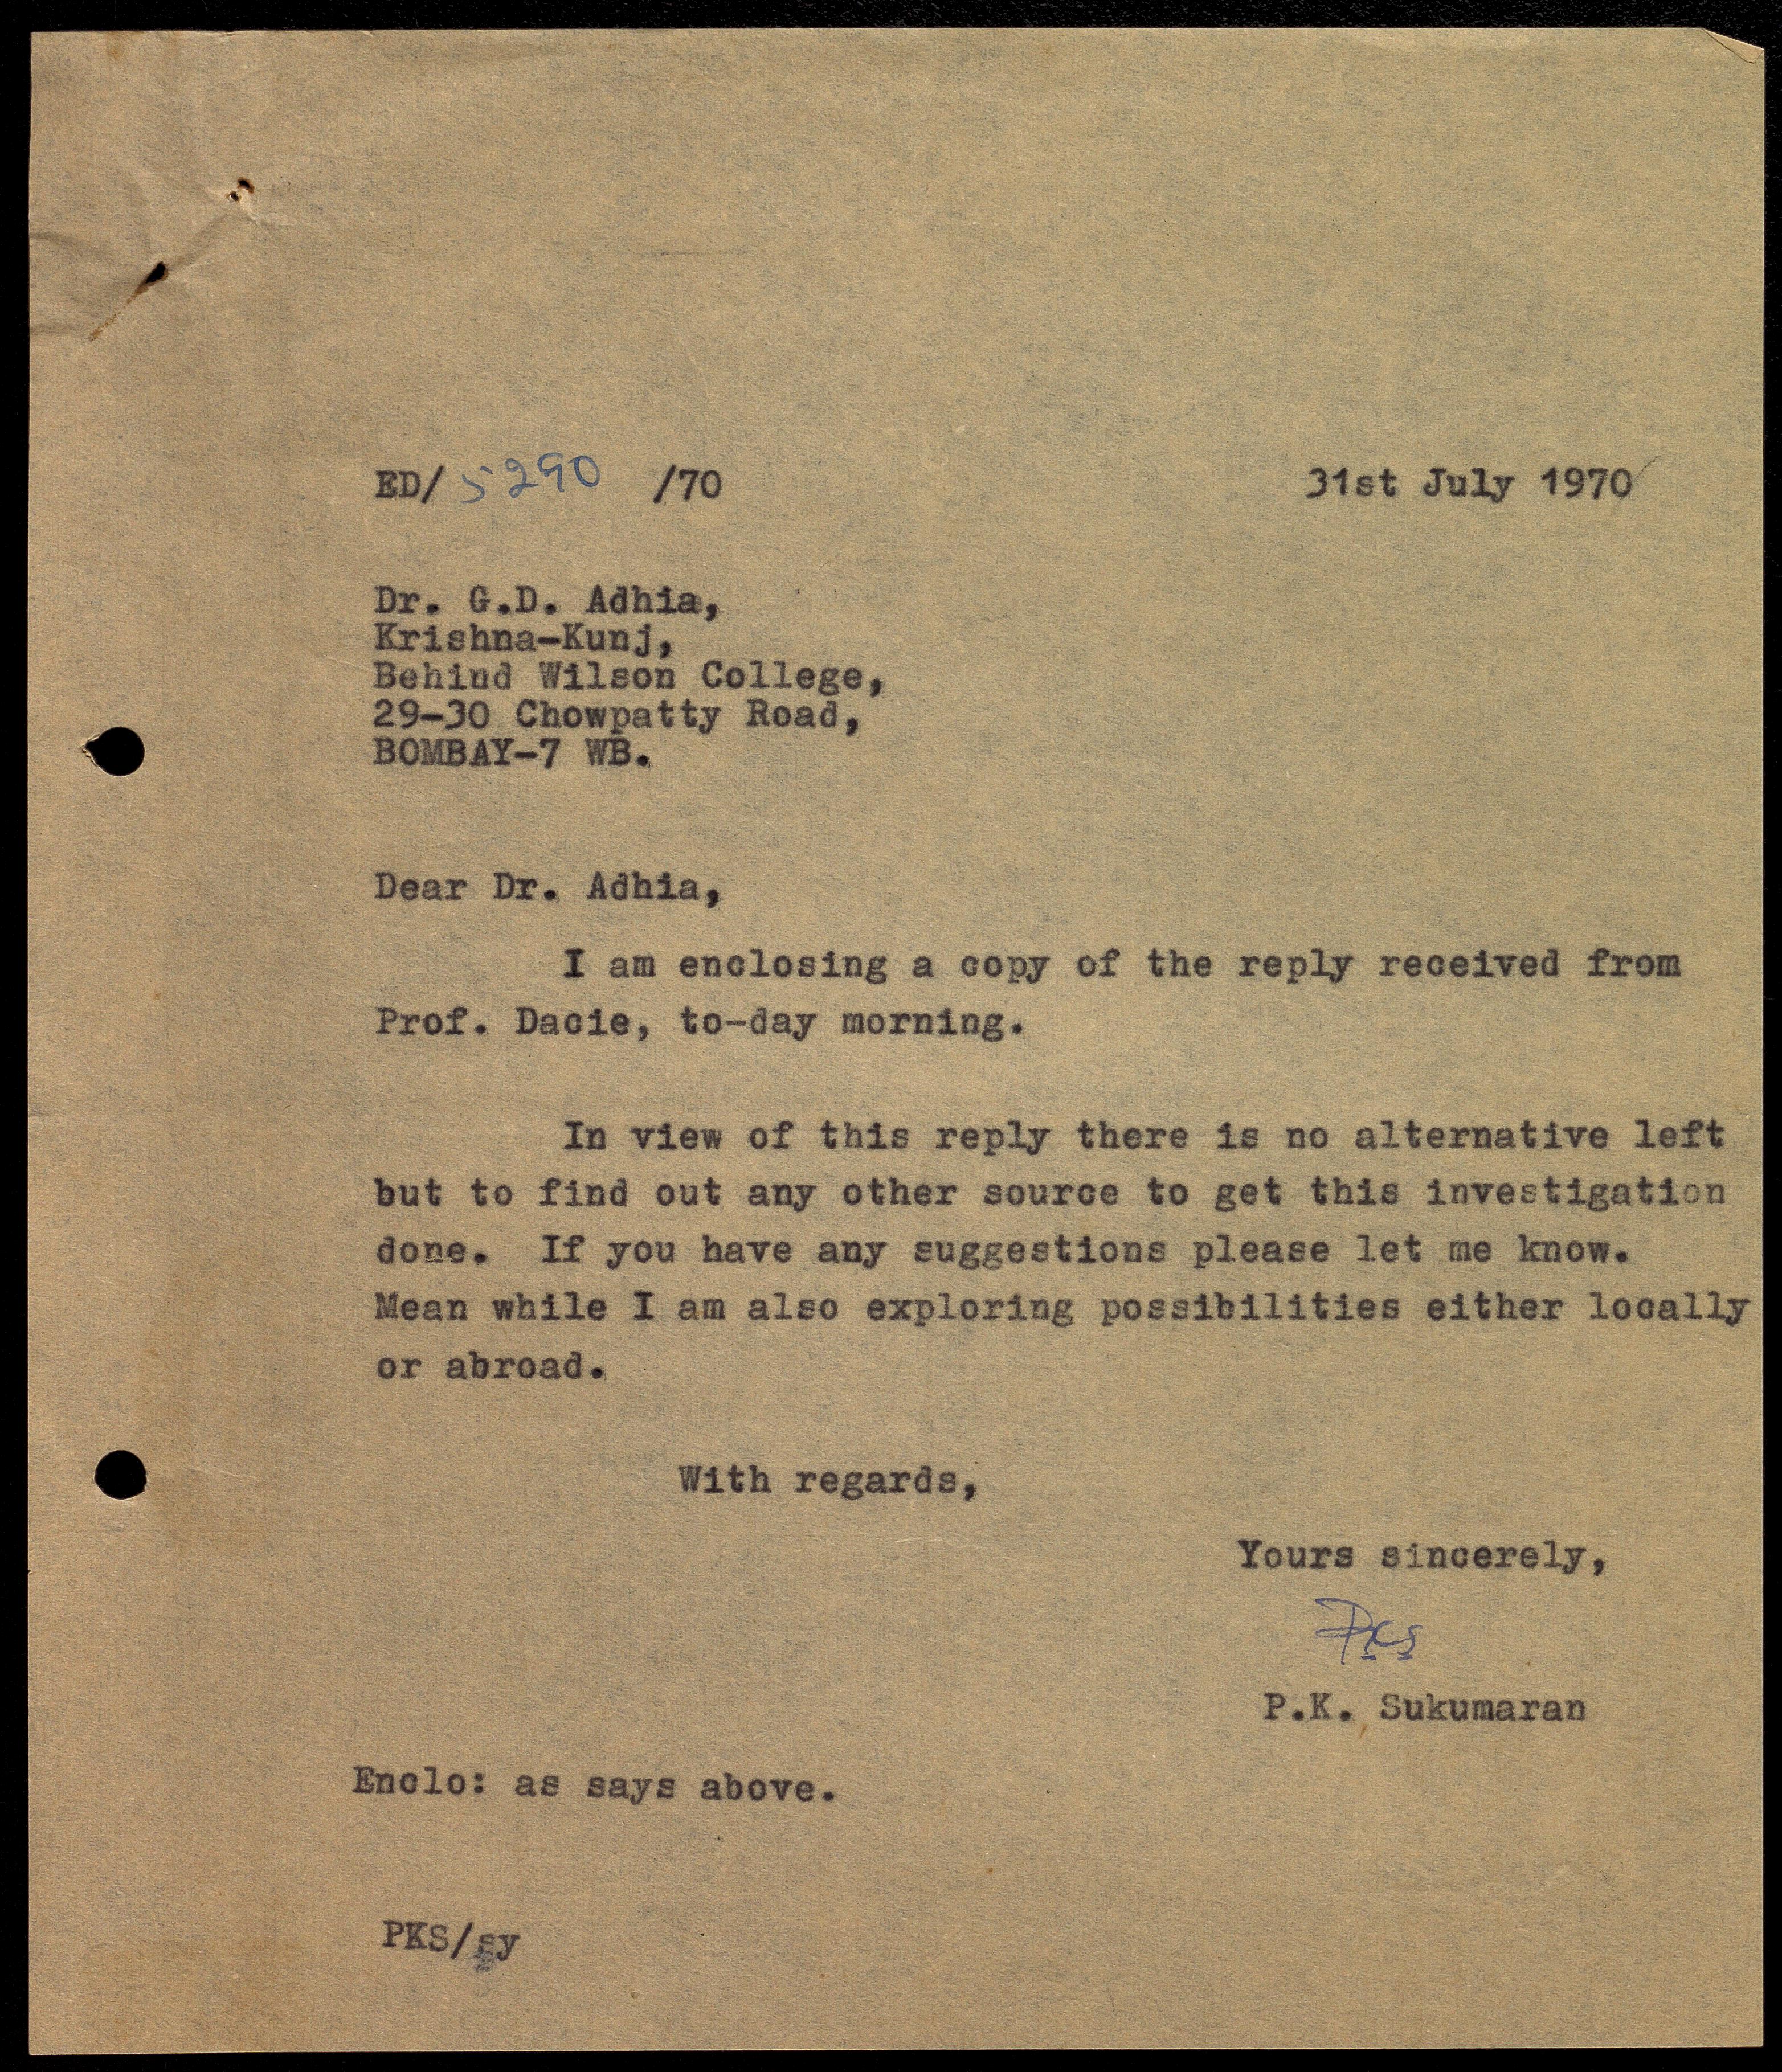 ED/ 5290 /70 31st July 1970
Dr. G.D. Adhia,
Krishna-Kunj,
Behind Wilson College,
29-30 Chowpatty Road,
BOMBAY-7 WB.
Dear Dr. Adhia,
I am enclosing a copy of the reply received from
Prof. Dacie, to-day morning.
In view of this reply there is no alternative left
but to find out any other source to get this investigation
done. If you have any suggestions please let me know.
Mean while I am also exploring possibilities either locally
or abroad.
With regards,
Yours sincerely,
Pks
P.K. Sukumaran
Enclo: as says above.
PKS/sy